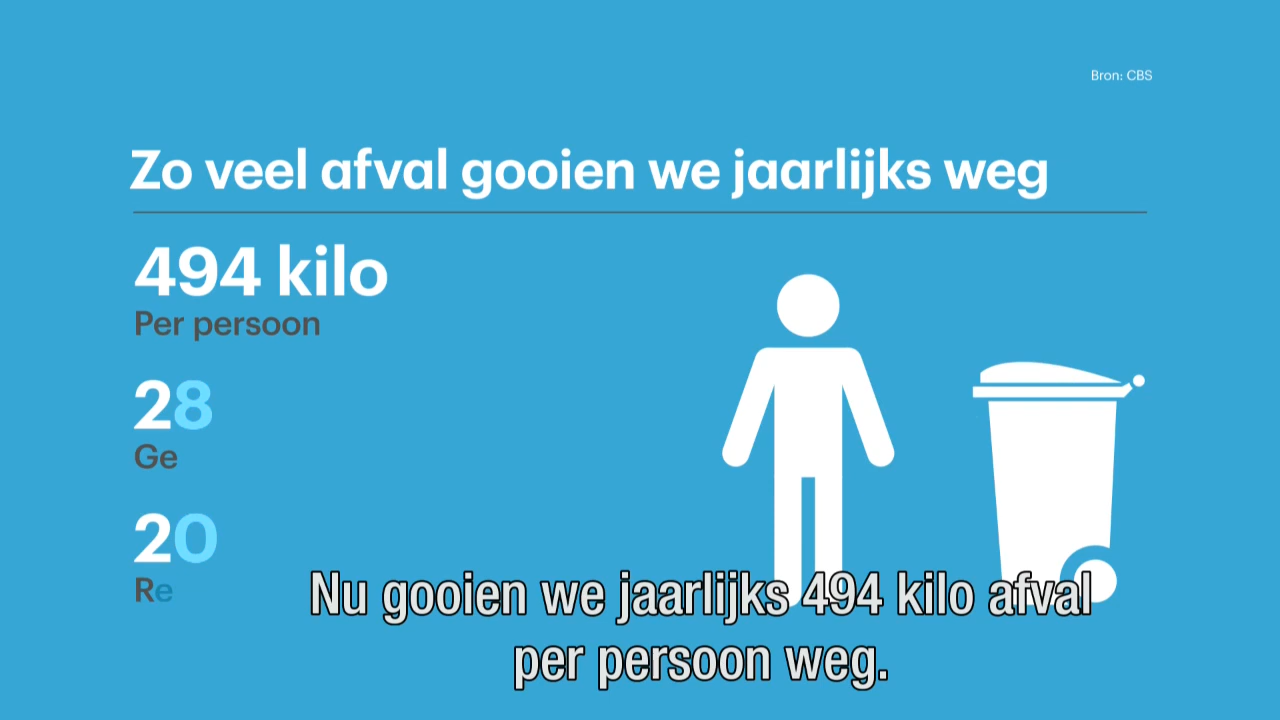 Bron: CBS
Zo veel afval gooien we jaarlijks weg
494 kilo
Per persoon
28
Ge
20
Re
Nu gooien we jaarlijks 494 kilo afval
per persoon weg.